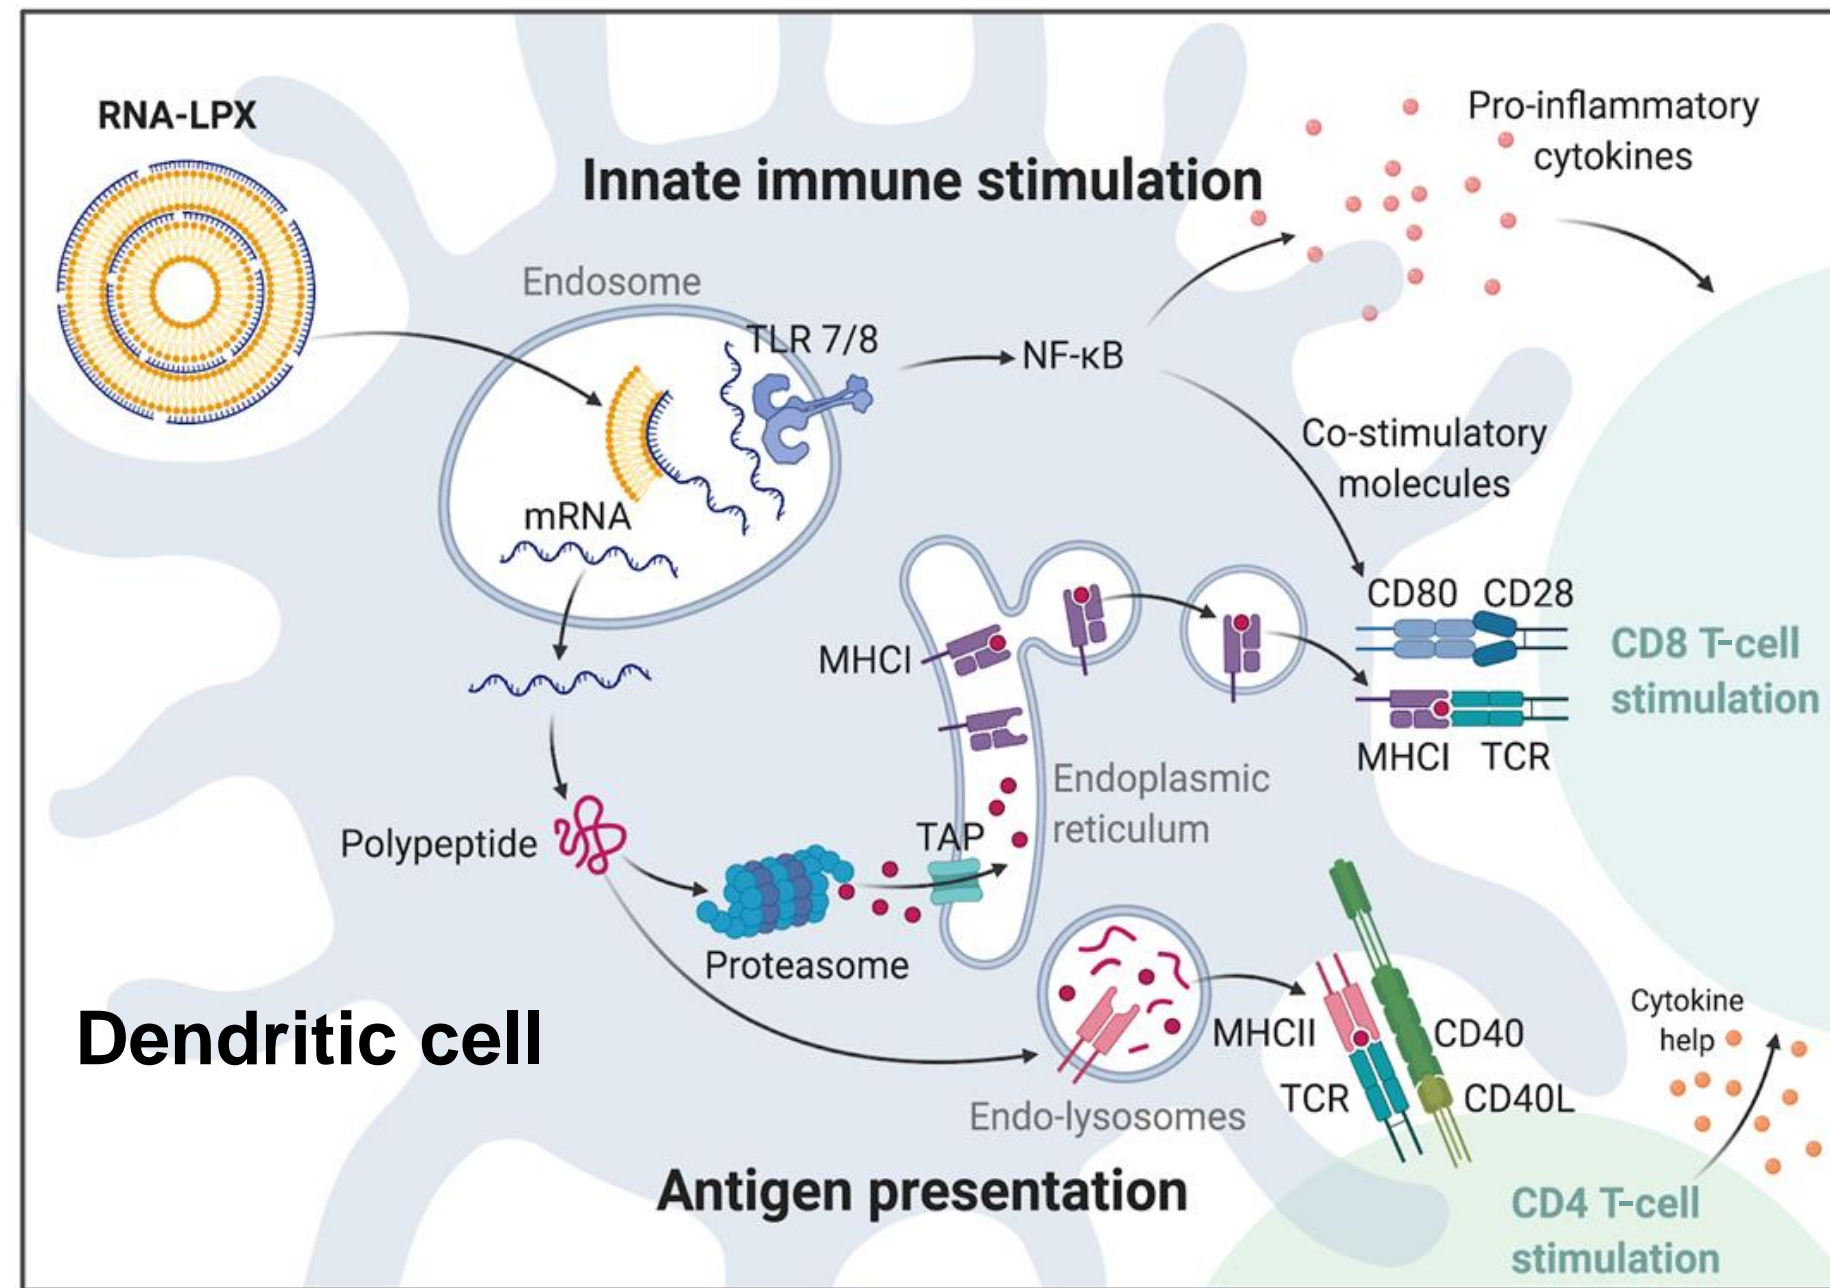 RNA-LPX
Innate immune stimulation
Pro-inflammatory
cytokines
Endosome
TLR 7/8
NF-κB
Co-stimulatory
molecules
mRNA
CD80 CD28
MHCI
CD8 T-cell
stimulation
MHCI TCR
Endoplasmic
reticulum
TAP
Polypeptide
Proteasome
Dendritic cell
MHCII
CD40
TCR
CD40L
Cytokine
help
Endo-lysosomes
Antigen presentation
CD4 T-cell
stimulation